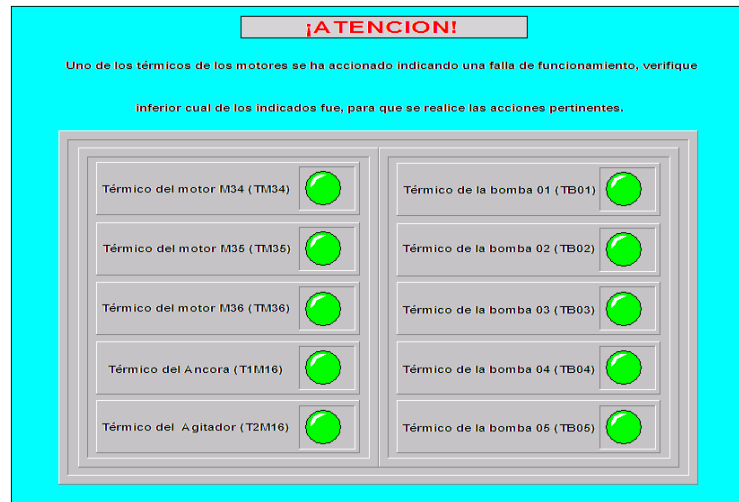 ¡ATENCION!
Uno de los térmicos de los motores se ha accionado indicando una falla de funcionamiento, verifique
inferior cual de los indicados fue, para que se realice las acciones pertinentes.
Térmico del motor M34 (TM34)
Térmico del motor M35 (TM35)
Térmico del motor M36 (TM36)
Térmico del Ancora (T1M16)
Térmico del Agitador (T2M16)
Térmico de la bomba 01 (TB01)
Térmico de la bomba 02 (TB02)
Térmico de la bomba 03 (TB03)
Térmico de la bomba 04 (TB04)
Térmico de la bomba 05 (TB05)